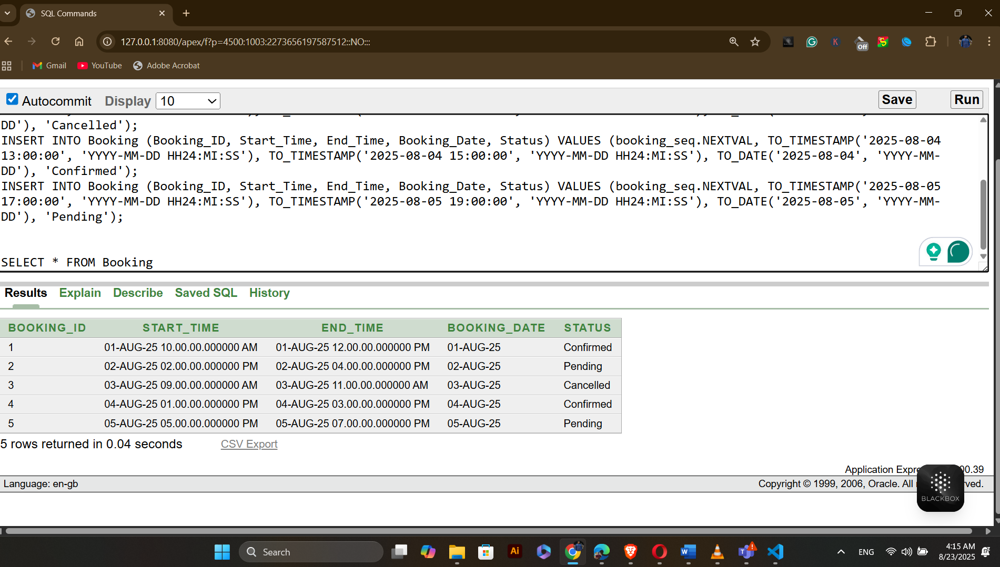 SQL Commands
127.0.0.1:8080/apex/f?p=4500:1003:2273656197587512::NO:::
K
Off
S
Gmail
YouTube
Adobe Acrobat
Autocommit
Display
10
Save
Run
DD'), 'Cancelled');
INSERT INTO Booking (Booking_ID, Start_Time, End_Time, Booking_Date, Status) VALUES (booking_seq.NEXTVAL, TO_TIMESTAMP('2025-08-04
13:00:00', 'YYYY-MM-DD HH24:MI:SS'), TO_TIMESTAMP('2025-08-04 15:00:00', 'YYYY-MM-DD HH24:MI:SS'), TO_DATE('2025-08-04', 'YYYY-MM-
DD'), 'Confirmed');
INSERT INTO Booking (Booking_ID, Start_Time, End_Time, Booking_Date, Status) VALUES (booking_seq.NEXTVAL, TO_TIMESTAMP('2025-08-05
17:00:00', 'YYYY-MM-DD HH24:MI:SS'), TO_TIMESTAMP('2025-08-05 19:00:00', 'YYYY-MM-DD HH24:MI:SS'), TO_DATE('2025-08-05', 'YYYY-MM-
DD'), 'Pending');
SELECT * FROM Booking
Results Explain Describe Saved SQL History
BOOKING_ID START_TIME END_TIME BOOKING_DATE STATUS
1 01-AUG-25 10.00.00.000000 AM 01-AUG-25 12.00.00.000000 PM 01-AUG-25 Confirmed
2 02-AUG-25 02.00.00.000000 PM 02-AUG-25 04.00.00.000000 PM 02-AUG-25 Pending
3 03-AUG-25 09.00.00.000000 AM 03-AUG-25 11.00.00.000000 AM 03-AUG-25 Cancelled
4 04-AUG-25 01.00.00.000000 PM 04-AUG-25 03.00.00.000000 PM 04-AUG-25 Confirmed
5 05-AUG-25 05.00.00.000000 PM 05-AUG-25 07.00.00.000000 PM 05-AUG-25 Pending
5 rows returned in 0.04 seconds
CSV Export
Application Expre 00.39
Language: en-gb
Copyright © 1999, 2006, Oracle. All rved.
BLACKBOX
Search
Ai
W
T
ENG
4:15 AM
8/23/2025